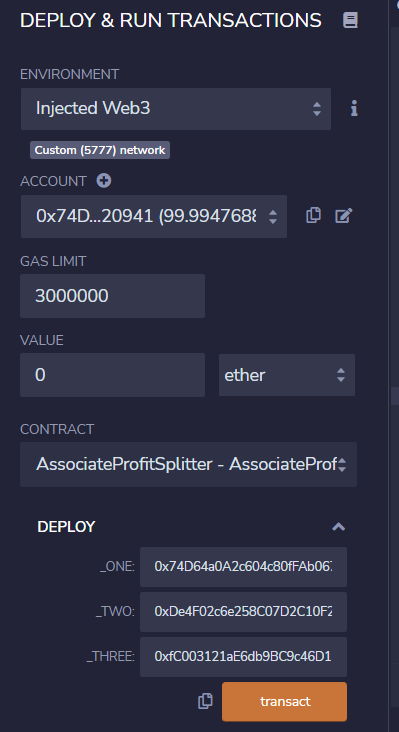 DEPLOY & RUN TRANSACTIONS
ENVIRONMENT
Injected Web3
Custom (5777) network
ACCOUNT
0x74D...20941 (99.9947688
GAS LIMIT
3000000
VALUE
0 ether
CONTRACT
AssociateProfitSplitter - AssociateProf
DEPLOY
_ONE: 0x74D64a0A2c604c80fFAb067
_TWO: 0xDe4F02c6e258C07D2C10F2
_THREE: 0xfC003121aE6db9BC9c46D1
transact